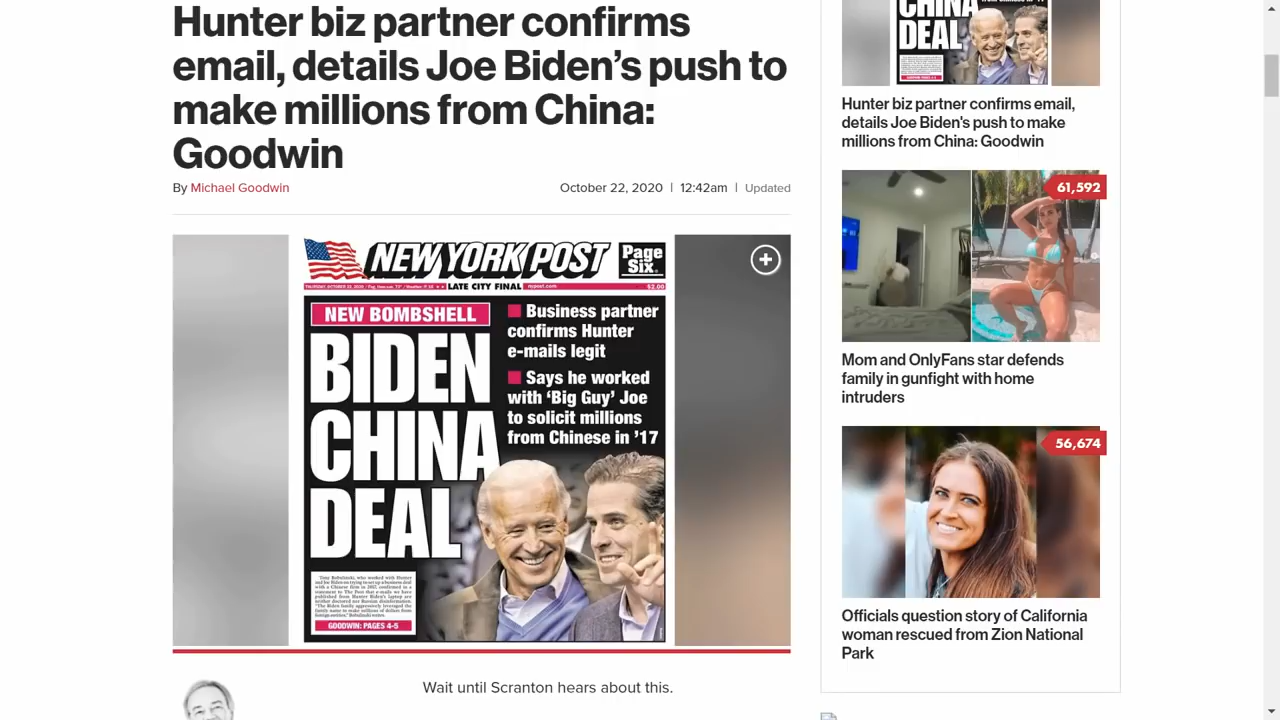 Hunter biz partner confirms
email, details Joe Biden’s push to
make millions from China:
Goodwin
By Michael Goodwin
October 22, 2020 | 12:42am | Updated
NEW YORK POST
Page
Six
LATE CITY FINAL
nypost.com
$2.00
NEW BOMBSHELL
BIDEN
CHINA
DEAL
Business partner
confirms Hunter
e-mails legit
Says he worked
with ‘Big Guy’ Joe
to solicit millions
from Chinese in ’17
GOODWIN: PAGES 4-5
Wait until Scranton hears about this.
CHINA
DEAL
Hunter biz partner confirms email,
details Joe Biden's push to make
millions from China: Goodwin
61,592
Mom and OnlyFans star defends
family in gunfight with home
intruders
56,674
Officials question story of California
woman rescued from Zion National
Park